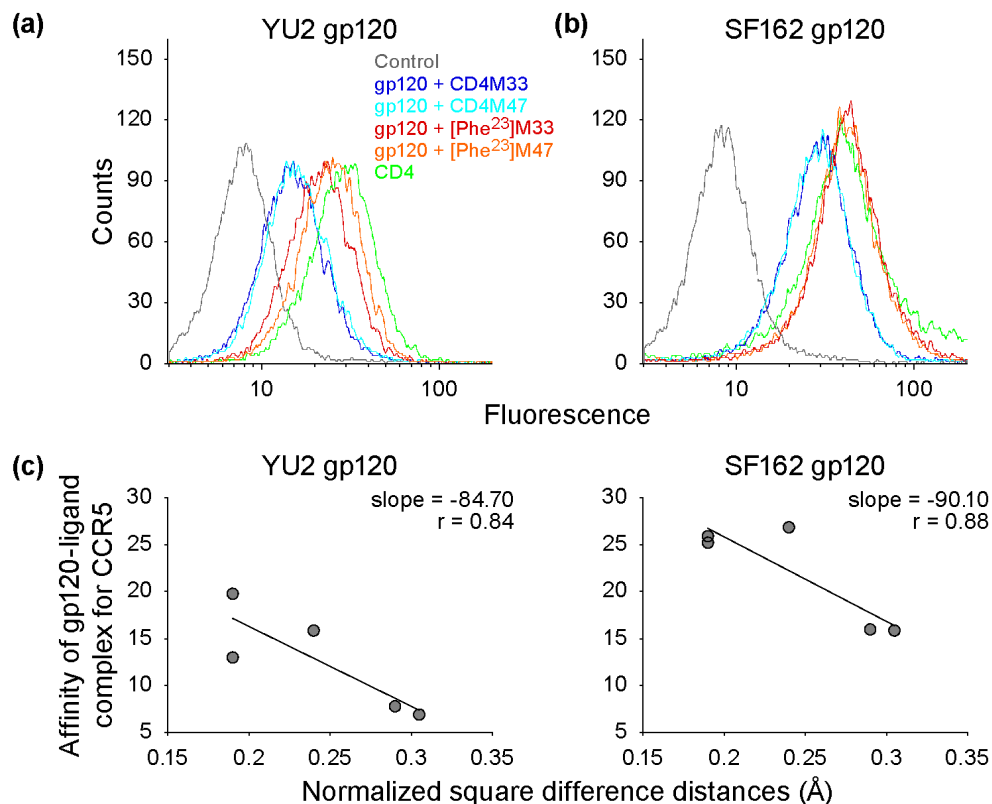 (a)
YU2 gp120
(b)
SF162 gp120
Control
gp120 + CD4M33
gp120 + CD4M47
gp120 + [Phe23]M33
gp120 + [Phe23]M47
CD4
Counts
150
120
90
60
30
0
10
100
150
120
90
60
30
0
10
100
Fluorescence
(c)
YU2 gp120
slope = -84.70
r = 0.84
SF162 gp120
slope = -90.10
r = 0.88
Affinity of gp120-ligand
complex for CCR5
30
25
20
15
10
5
0.15
0.2
0.25
0.3
0.35
30
25
20
15
10
5
0.15
0.2
0.25
0.3
0.35
Normalized square difference distances (Å)